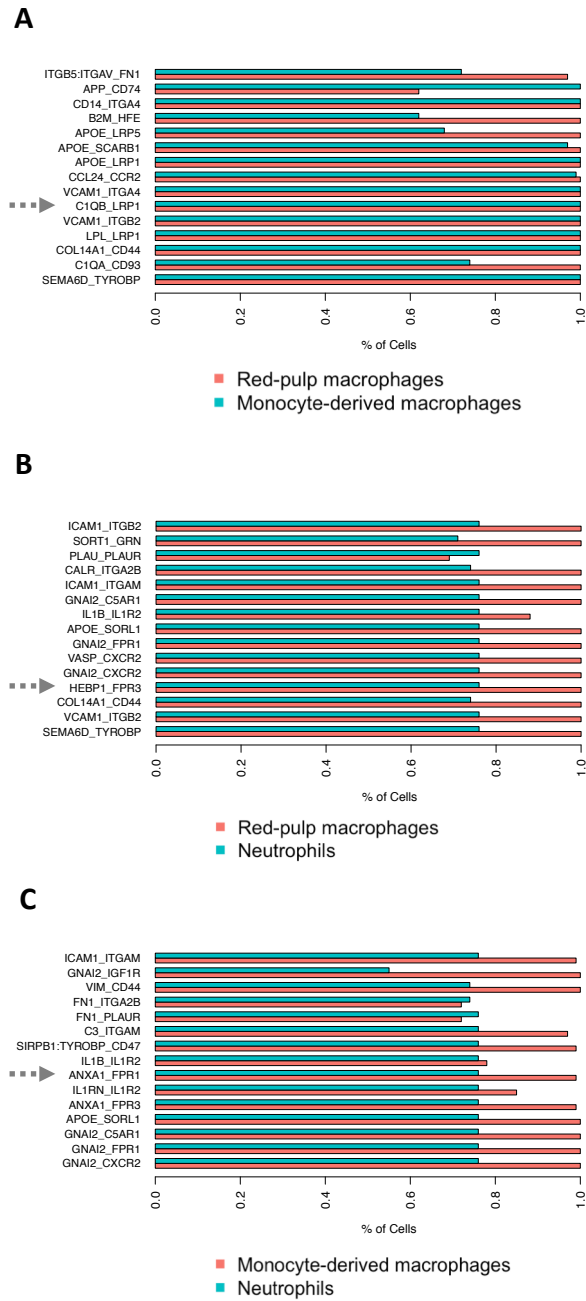 A
ITGB5:ITGAV_FN1
APP_CD74
CD14_ITGA4
B2M_HFE
APOE_LRP5
APOE_SCARB1
APOE_LRP1
CCL24_CCR2
VCAM1_ITGA4
C1QB_LRP1
VCAM1_ITGB2
LPL_LRP1
COL14A1_CD44
C1QA_CD93
SEMA6D_TYROBP
0.0 0.2 0.4 0.6 0.8 1.0
% of Cells
Red-pulp macrophages
Monocyte-derived macrophages
B
ICAM1_ITGB2
SORT1_GRN
PLAU_PLAUR
CALR_ITGA2B
ICAM1_ITGAM
GNAI2_C5AR1
IL1B_IL1R2
APOE_SORL1
GNAI2_FPR1
VASP_CXCR2
GNAI2_CXCR2
HEBP1_FPR3
COL14A1_CD44
VCAM1_ITGB2
SEMA6D_TYROBP
0.0 0.2 0.4 0.6 0.8 1.0
% of Cells
Red-pulp macrophages
Neutrophils
C
ICAM1_ITGAM
GNAI2_IGF1R
VIM_CD44
FN1_ITGA2B
FN1_PLAUR
C3_ITGAM
SIRPB1:TYROBP_CD47
IL1B_IL1R2
ANXA1_FPR1
IL1RN_IL1R2
ANXA1_FPR3
APOE_SORL1
GNAI2_C5AR1
GNAI2_FPR1
GNAI2_CXCR2
0.0 0.2 0.4 0.6 0.8 1.0
% of Cells
Monocyte-derived macrophages
Neutrophils